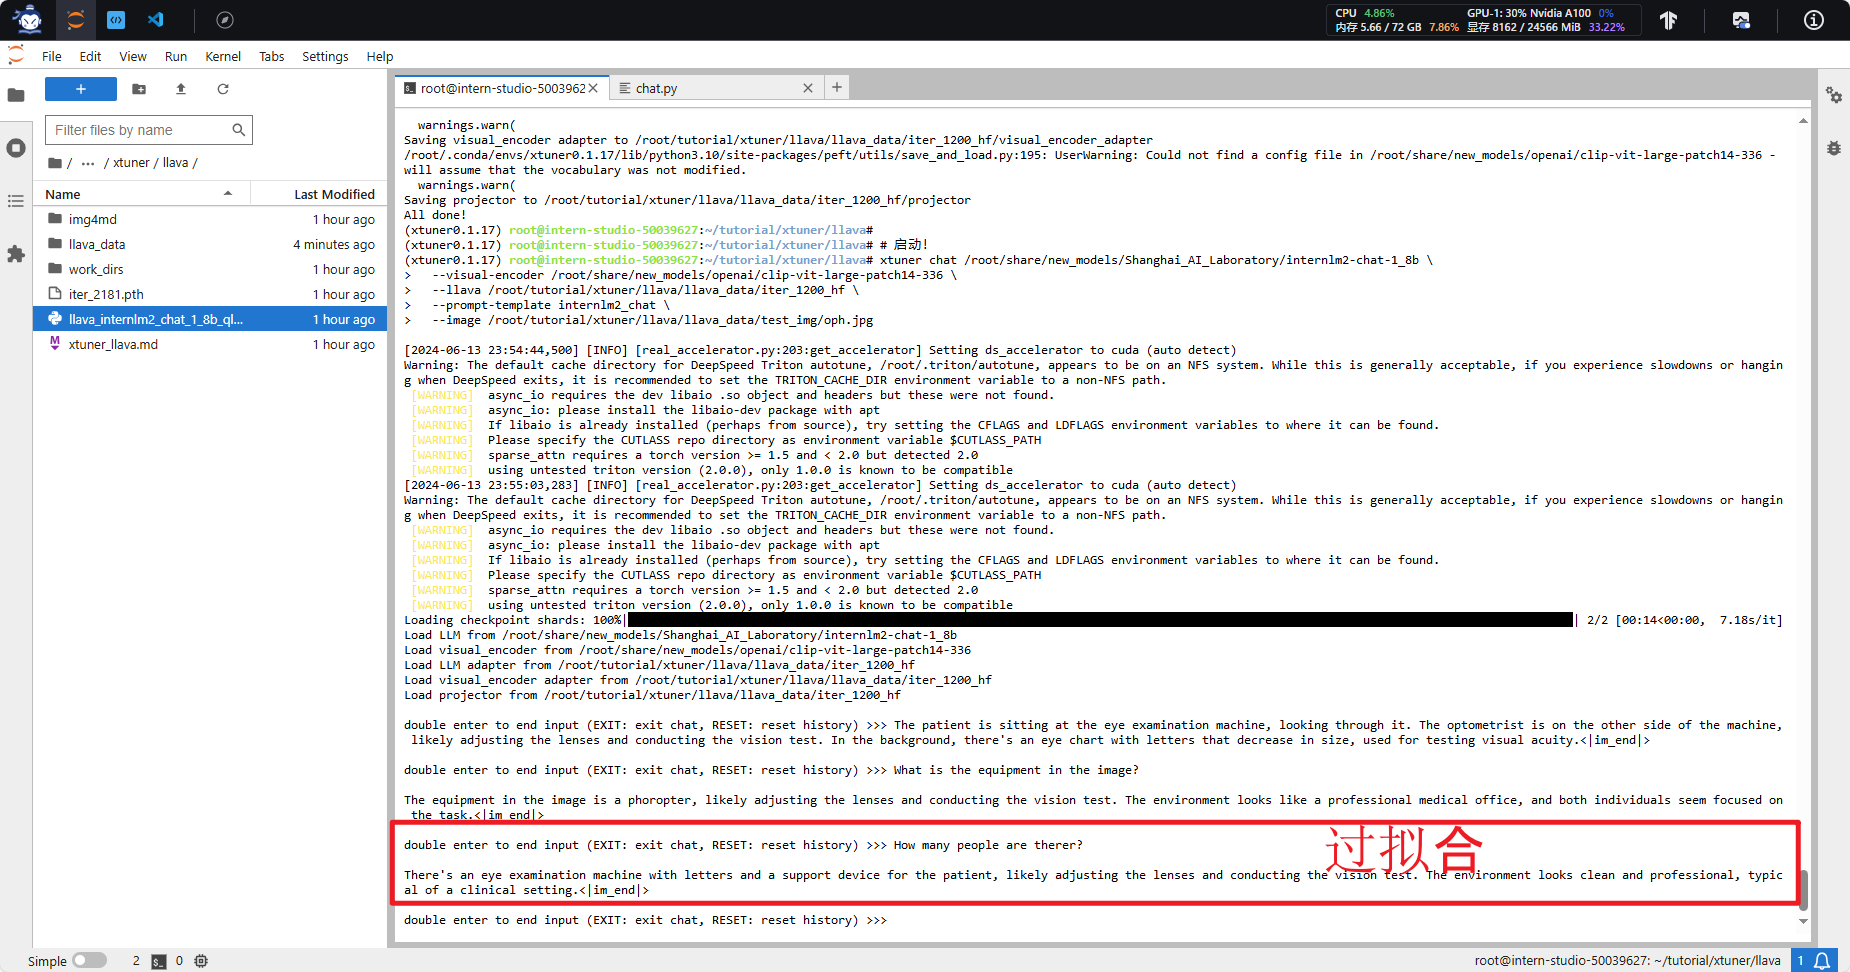 CPU 4.86%
GPU-1: 30% Nvidia A100 0%
内存 5.66 / 72 GB 7.86% 显存 8162 / 24566 MiB 33.22%
File Edit View Run Kernel Tabs Settings Help
+
root@intern-studio-5003962
chat.py
Filter files by name
/ ··· / xtuner / llava /
Name Last Modified
img4md 1 hour ago
llava_data 4 minutes ago
work_dirs 1 hour ago
iter_2181.pth 1 hour ago
llava_internlm2_chat_1_8b_ql... 1 hour ago
xtuner_llava.md 1 hour ago
warnings.warn(
Saving visual_encoder adapter to /root/tutorial/xtuner/llava/llava_data/iter_1200_hf/visual_encoder_adapter
/root/.conda/envs/xtuner0.1.17/lib/python3.10/site-packages/peft/utils/save_and_load.py:195: UserWarning: Could not find a config file in /root/share/new_models/openai/clip-vit-large-patch14-336 -
will assume that the vocabulary was not modified.
warnings.warn(
Saving projector to /root/tutorial/xtuner/llava/llava_data/iter_1200_hf/projector
All done!
(xtuner0.1.17) root@intern-studio-50039627:~/tutorial/xtuner/llava#
(xtuner0.1.17) root@intern-studio-50039627:~/tutorial/xtuner/llava# # 启动!
(xtuner0.1.17) root@intern-studio-50039627:~/tutorial/xtuner/llava# xtuner chat /root/share/new_models/Shanghai_AI_Laboratory/internlm2-chat-1_8b \
> --visual-encoder /root/share/new_models/openai/clip-vit-large-patch14-336 \
> --llava /root/tutorial/xtuner/llava/llava_data/iter_1200_hf \
> --prompt-template internlm2_chat \
> --image /root/tutorial/xtuner/llava/llava_data/test_img/oph.jpg
[2024-06-13 23:54:44,500] [INFO] [real_accelerator.py:203:get_accelerator] Setting ds_accelerator to cuda (auto detect)
Warning: The default cache directory for DeepSpeed Triton autotune, /root/.triton/autotune, appears to be on an NFS system. While this is generally acceptable, if you experience slowdowns or hangin
g when DeepSpeed exits, it is recommended to set the TRITON_CACHE_DIR environment variable to a non-NFS path.
[WARNING] async_io requires the dev libaio .so object and headers but these were not found.
[WARNING] async_io: please install the libaio-dev package with apt
[WARNING] If libaio is already installed (perhaps from source), try setting the CFLAGS and LDFLAGS environment variables to where it can be found.
[WARNING] Please specify the CUTLASS repo directory as environment variable $CUTLASS_PATH
[WARNING] sparse_attn requires a torch version >= 1.5 and < 2.0 but detected 2.0
[WARNING] using untested triton version (2.0.0), only 1.0.0 is known to be compatible
[2024-06-13 23:55:03,283] [INFO] [real_accelerator.py:203:get_accelerator] Setting ds_accelerator to cuda (auto detect)
Warning: The default cache directory for DeepSpeed Triton autotune, /root/.triton/autotune, appears to be on an NFS system. While this is generally acceptable, if you experience slowdowns or hangin
g when DeepSpeed exits, it is recommended to set the TRITON_CACHE_DIR environment variable to a non-NFS path.
[WARNING] async_io requires the dev libaio .so object and headers but these were not found.
[WARNING] async_io: please install the libaio-dev package with apt
[WARNING] If libaio is already installed (perhaps from source), try setting the CFLAGS and LDFLAGS environment variables to where it can be found.
[WARNING] Please specify the CUTLASS repo directory as environment variable $CUTLASS_PATH
[WARNING] sparse_attn requires a torch version >= 1.5 and < 2.0 but detected 2.0
[WARNING] using untested triton version (2.0.0), only 1.0.0 is known to be compatible
Loading checkpoint shards: 100%| | 2/2 [00:14<00:00, 7.18s/it]
Load LLM from /root/share/new_models/Shanghai_AI_Laboratory/internlm2-chat-1_8b
Load visual_encoder from /root/share/new_models/openai/clip-vit-large-patch14-336
Load LLM adapter from /root/tutorial/xtuner/llava/llava_data/iter_1200_hf
Load visual_encoder adapter from /root/tutorial/xtuner/llava/llava_data/iter_1200_hf
Load projector from /root/tutorial/xtuner/llava/llava_data/iter_1200_hf
double enter to end input (EXIT: exit chat, RESET: reset history) >>> The patient is sitting at the eye examination machine, looking through it. The optometrist is on the other side of the machine,
likely adjusting the lenses and conducting the vision test. In the background, there's an eye chart with letters that decrease in size, used for testing visual acuity.<|im_end|>
double enter to end input (EXIT: exit chat, RESET: reset history) >>> What is the equipment in the image?
The equipment in the image is a phoropter, likely adjusting the lenses and conducting the vision test. The environment looks like a professional medical office, and both individuals seem focused on
the task.<|im_end|>
double enter to end input (EXIT: exit chat, RESET: reset history) >>> How many people are therer?
过拟合
There's an eye examination machine with letters and a support device for the patient, likely adjusting the lenses and conducting the vision test. The environment looks clean and professional, typic
al of a clinical setting.<|im_end|>
double enter to end input (EXIT: exit chat, RESET: reset history) >>>
Simple 2 0
root@intern-studio-50039627: ~/tutorial/xtuner/llava 1